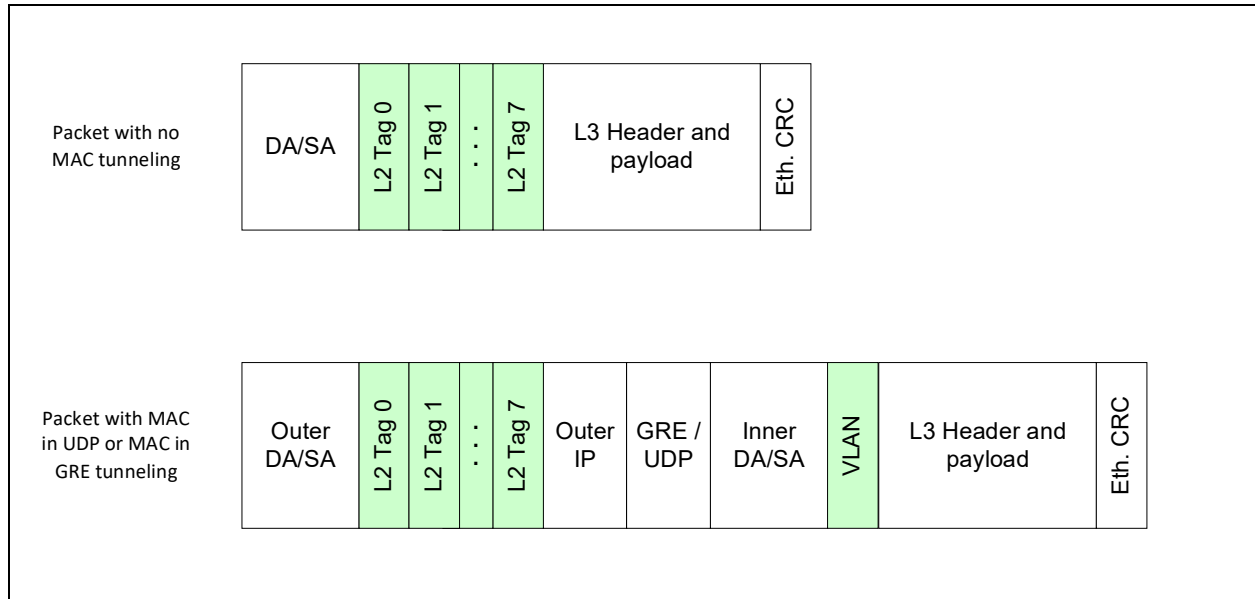 Packet with no
MAC tunneling
DA/SA
L2 Tag 0
L2 Tag 1
. . .
L2 Tag 7
L3 Header and
payload
Eth. CRC
Packet with MAC
in UDP or MAC in
GRE tunneling
Outer
DA/SA
L2 Tag 0
L2 Tag 1
. . .
L2 Tag 7
Outer
IP
GRE /
UDP
Inner
DA/SA
VLAN
L3 Header and
payload
Eth. CRC